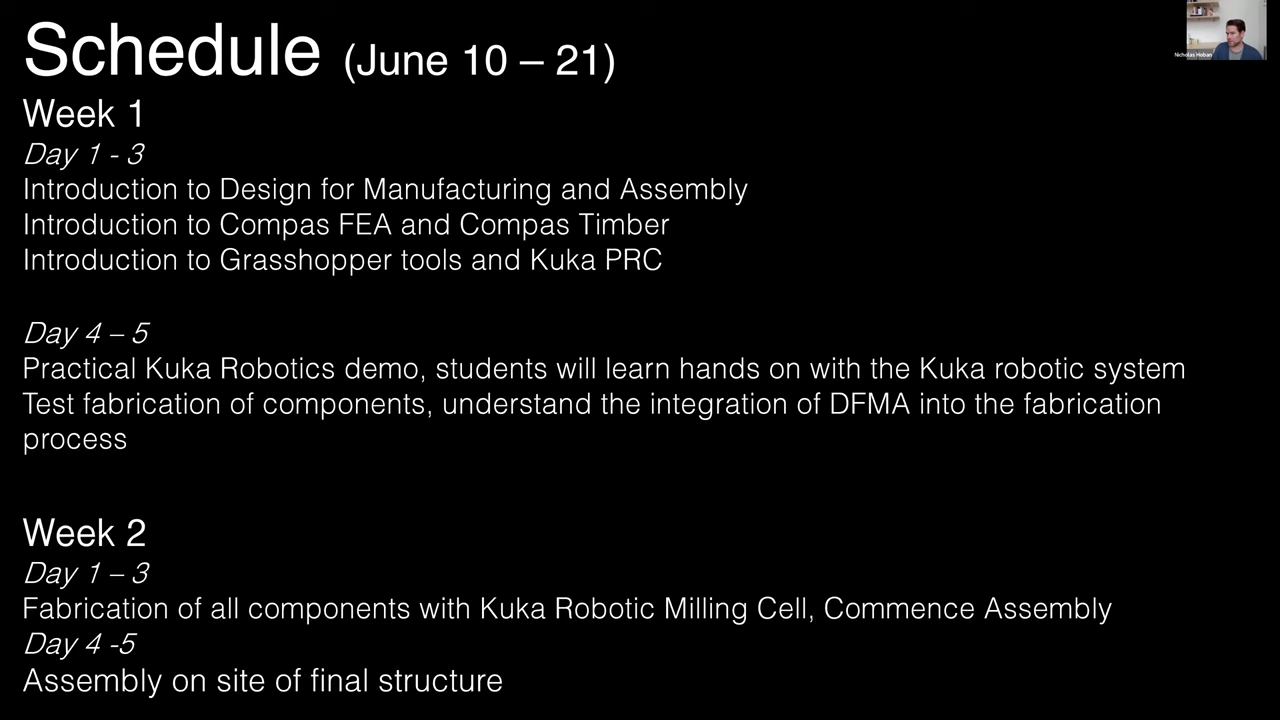 Schedule (June 10 – 21)
Nicholas Hoban
Week 1
Day 1 - 3
Introduction to Design for Manufacturing and Assembly
Introduction to Compas FEA and Compas Timber
Introduction to Grasshopper tools and Kuka PRC
Day 4 – 5
Practical Kuka Robotics demo, students will learn hands on with the Kuka robotic system
Test fabrication of components, understand the integration of DFMA into the fabrication
process
Week 2
Day 1 – 3
Fabrication of all components with Kuka Robotic Milling Cell, Commence Assembly
Day 4 -5
Assembly on site of final structure